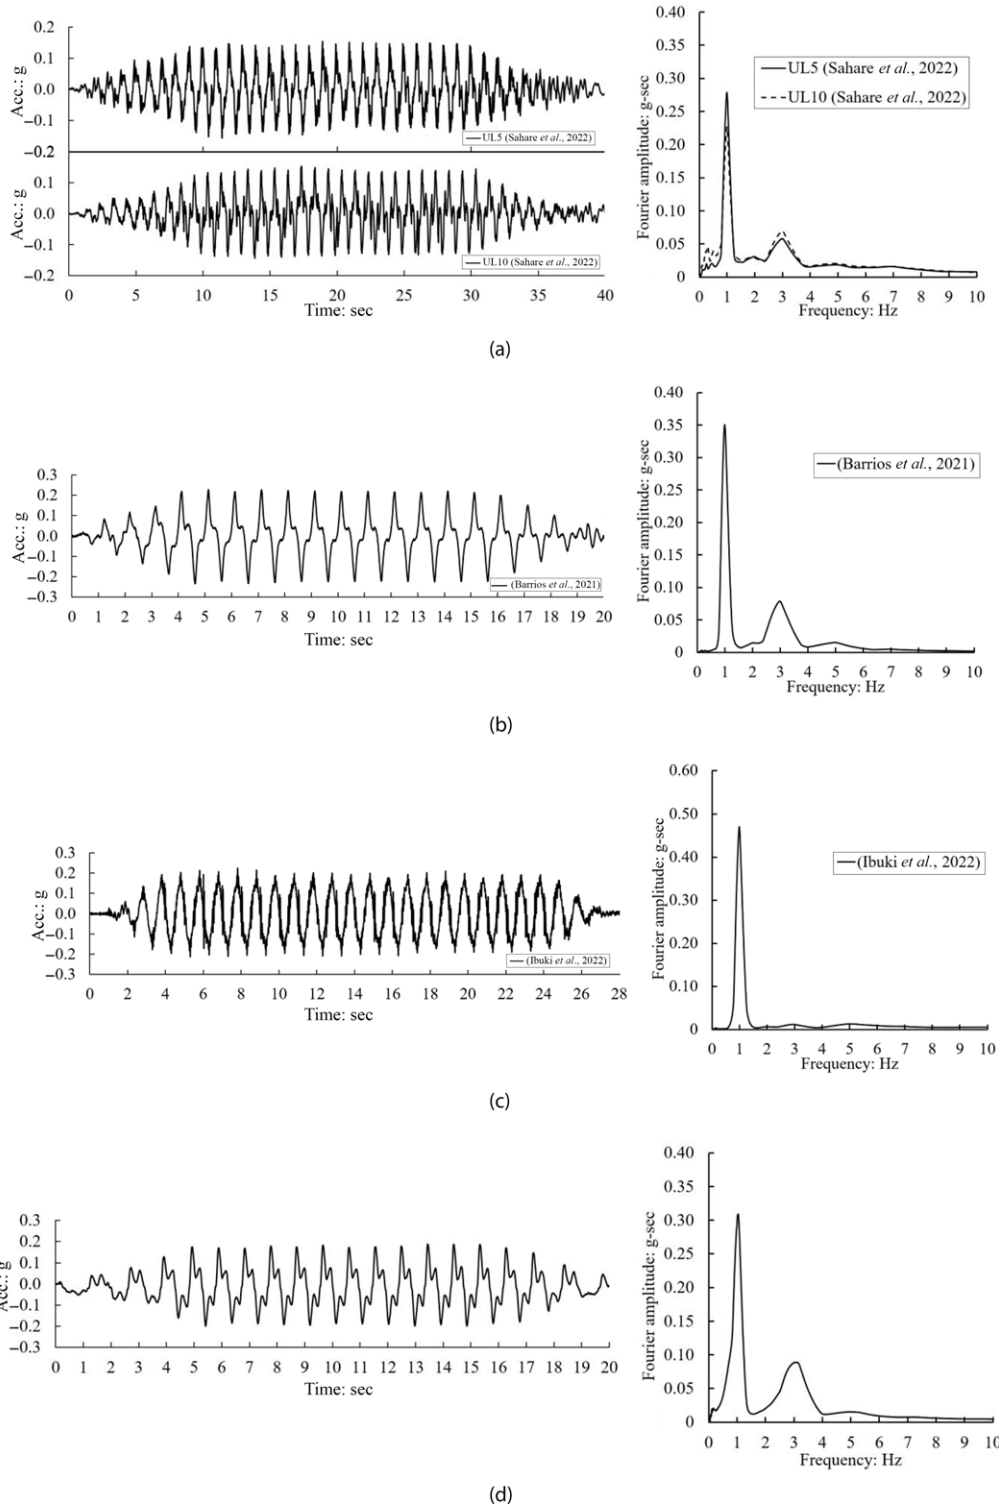 0.2
0.1
0.0
–0.1
–0.2
Acc.: g
UL5 (Sahare et al., 2022)
0.1
0.0
–0.1
–0.2
Acc.: g
UL10 (Sahare et al., 2022)
0 5 10 15 20 25 30 35 40
Time: sec
0.40
0.35
0.30
0.25
0.20
0.15
0.10
0.05
0
Fourier amplitude: g-sec
UL5 (Sahare et al., 2022)
UL10 (Sahare et al., 2022)
0 1 2 3 4 5 6 7 8 9 10
Frequency: Hz
(a)
0.3
0.2
0.1
0.0
–0.1
–0.2
–0.3
Acc.: g
(Barrios et al., 2021)
0 1 2 3 4 5 6 7 8 9 10 11 12 13 14 15 16 17 18 19 20
Time: sec
0.40
0.35
0.30
0.25
0.20
0.15
0.10
0.05
0
Fourier amplitude: g-sec
(Barrios et al., 2021)
0 1 2 3 4 5 6 7 8 9 10
Frequency: Hz
(b)
0.3
0.2
0.1
0.0
–0.1
–0.2
–0.3
Acc.: g
(Ibuki et al., 2022)
0 2 4 6 8 10 12 14 16 18 20 22 24 26 28
Time: sec
0.60
0.50
0.40
0.30
0.20
0.10
0
Fourier amplitude: g-sec
(Ibuki et al., 2022)
0 1 2 3 4 5 6 7 8 9 10
Frequency: Hz
(c)
0.3
0.2
0.1
0.0
–0.1
–0.2
–0.3
Acc.: g
0 1 2 3 4 5 6 7 8 9 10 11 12 13 14 15 16 17 18 19 20
Time: sec
0.40
0.35
0.30
0.25
0.20
0.15
0.10
0.05
0
Fourier amplitude: g-sec
0 1 2 3 4 5 6 7 8 9 10
Frequency: Hz
(d)